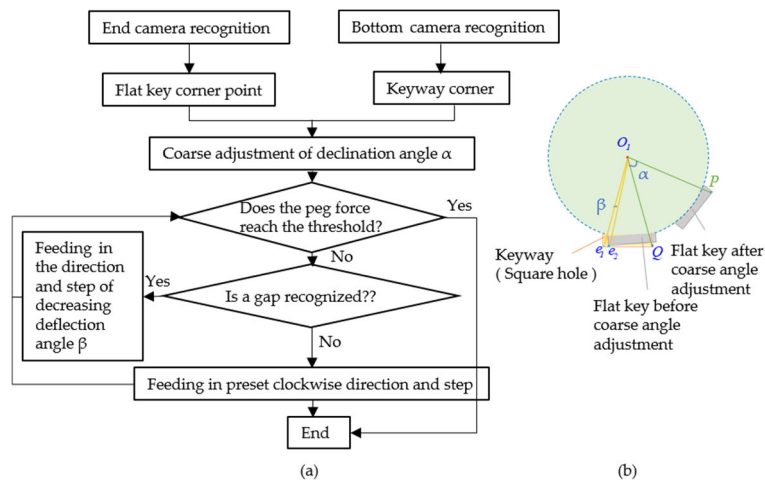 End camera recognition
Bottom camera recognition
Flat key corner point
Keyway corner
Coarse adjustment of declination angle α
Does the peg force
reach the threshold?
Yes
No
Feeding in
the direction
and step of
decreasing
deflection
angle β
Yes
Is a gap recognized??
No
Feeding in preset clockwise direction and step
End
(a)
O₁
α
p
β
e₁ e₂
Q
Keyway
( Square hole )
Flat key after
coarse angle
adjustment
Flat key before
coarse angle
adjustment
(b)